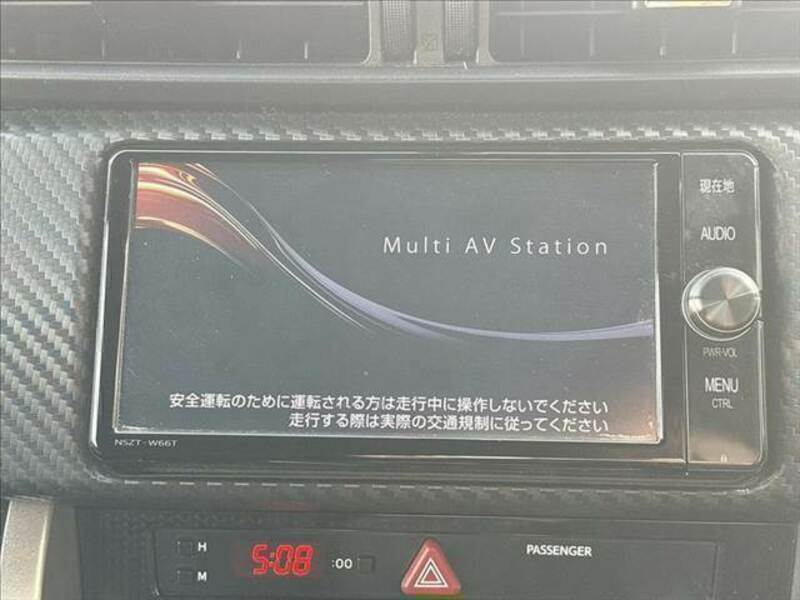 現在地
AUDIO
Multi AV Station
PWR-VOL
MENU
CTRL
安全運転のために運転される方は走行中に操作しないでください
走行する際は実際の交通規制に従ってください
NSZT-W66T
H
5:08
:00
PASSENGER
M